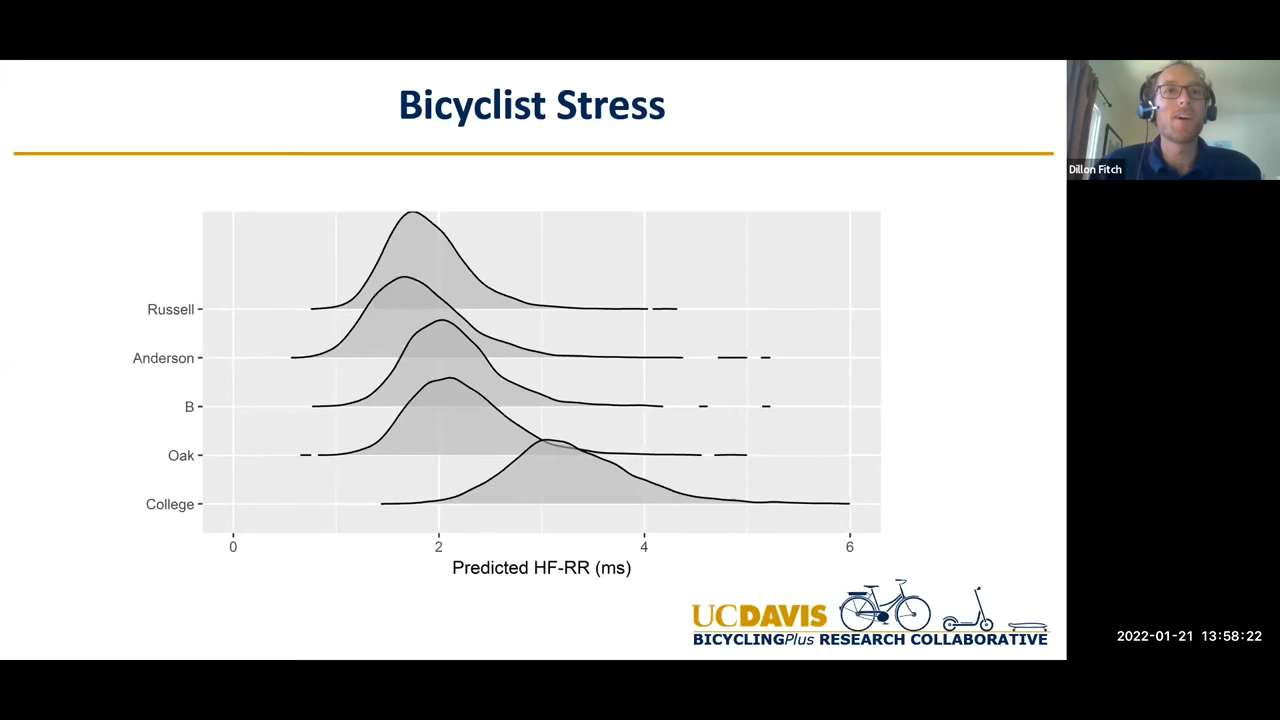 Bicyclist Stress
Dillon Fitch
Russell
Anderson
B
Oak
College
0 2 4 6
Predicted HF-RR (ms)
UCDAVIS
BICYCLINGPlus RESEARCH COLLABORATIVE
2022-01-21 13:58:22